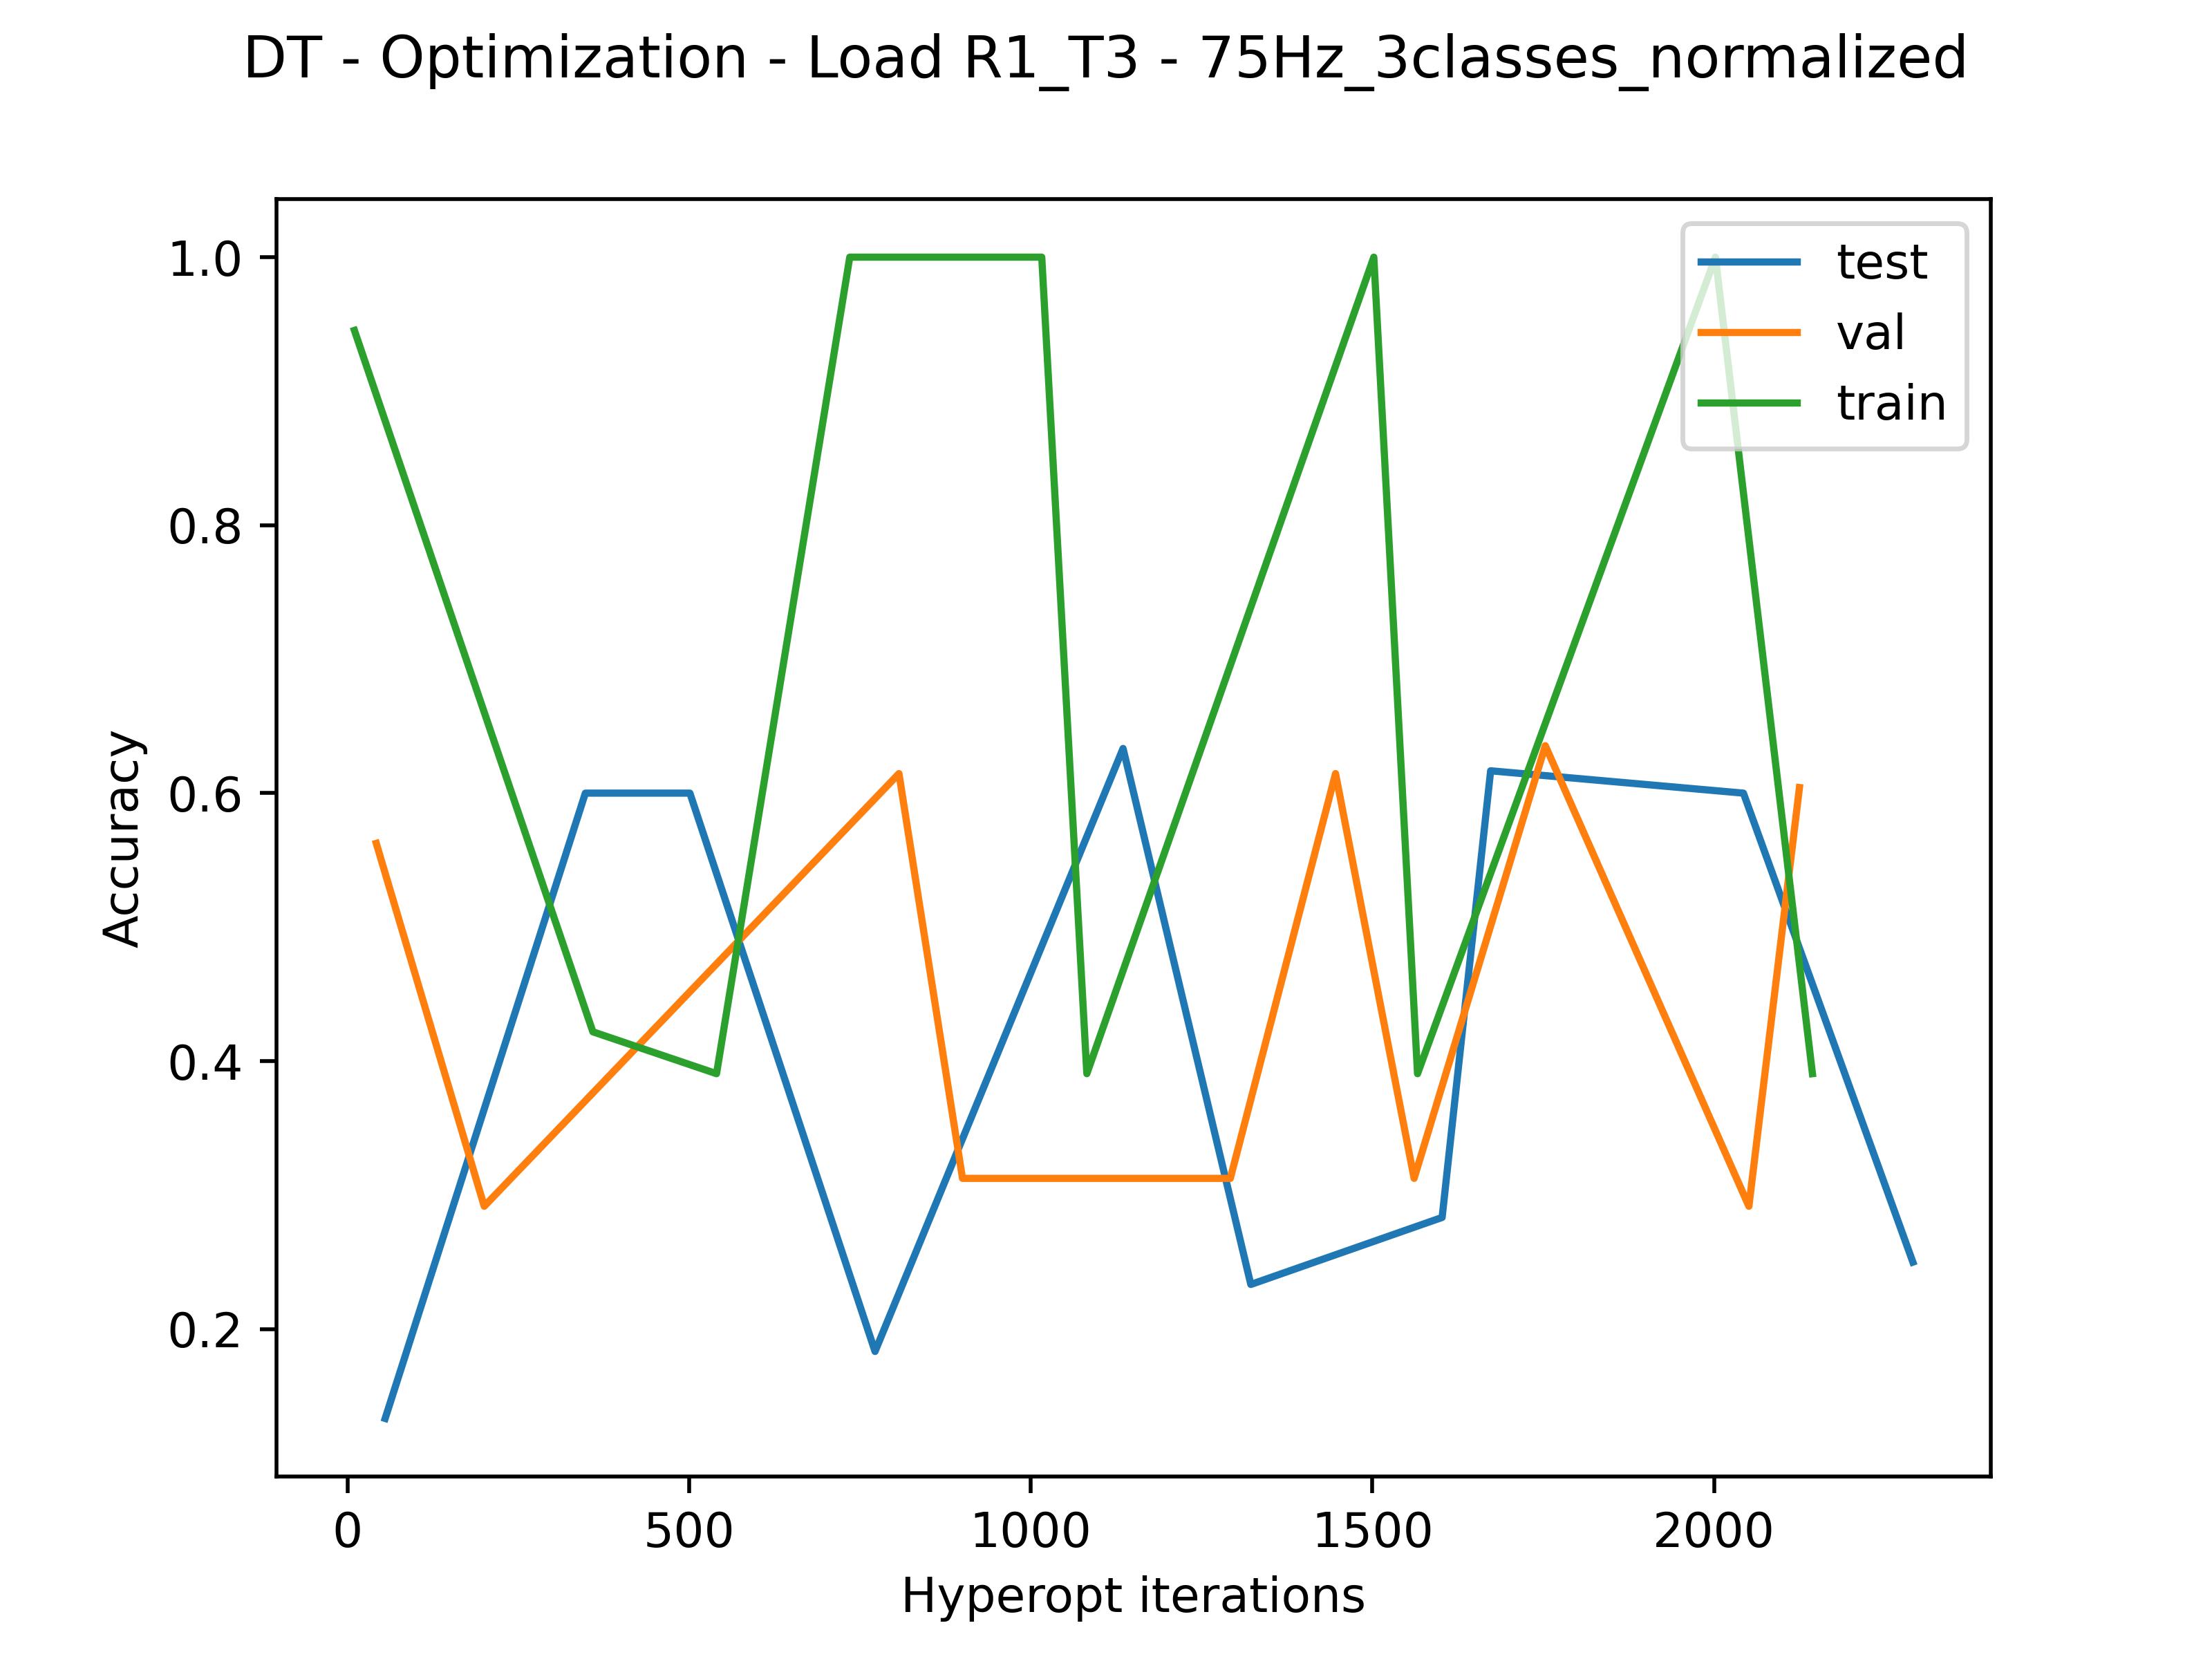 DT - Optimization - Load R1_T3 - 75Hz_3classes_normalized
1.0
0.8
0.6
0.4
0.2
Accuracy
test
val
train
0 500 1000 1500 2000
Hyperopt iterations